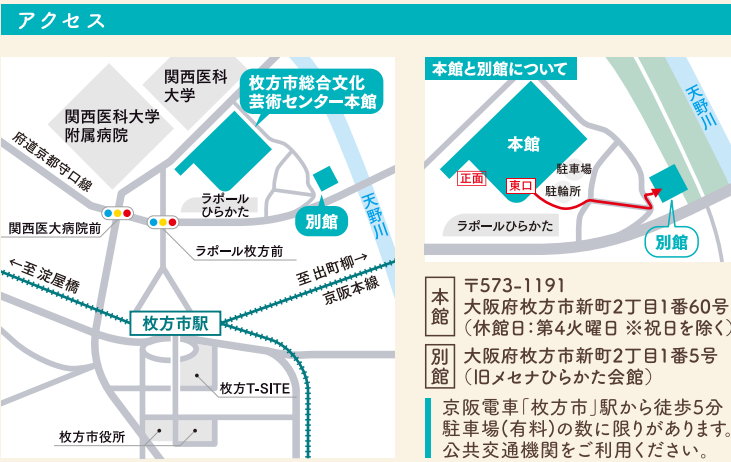 アクセス
関西医科
大学
関西医科大学
附属病院
枚方市総合文化
芸術センター本館
府道京都守口線
ラポール
ひらかた
別館
天野川
関西医大病院前
ラポール枚方前
←至 淀屋橋
至 出町柳→
京阪本線
枚方市駅
枚方T-SITE
枚方市役所
本館と別館について
天野川
本館
正面
東口
駐車場
駐輪所
ラポールひらかた
別館
本館
〒573-1191
大阪府枚方市新町2丁目1番60号
（休館日：第4火曜日 ※祝日を除く）
別館
大阪府枚方市新町2丁目1番5号
（旧メセナひらかた会館）
京阪電車「枚方市」駅から徒歩5分
駐車場(有料)の数に限りがあります。
公共交通機関をご利用ください。